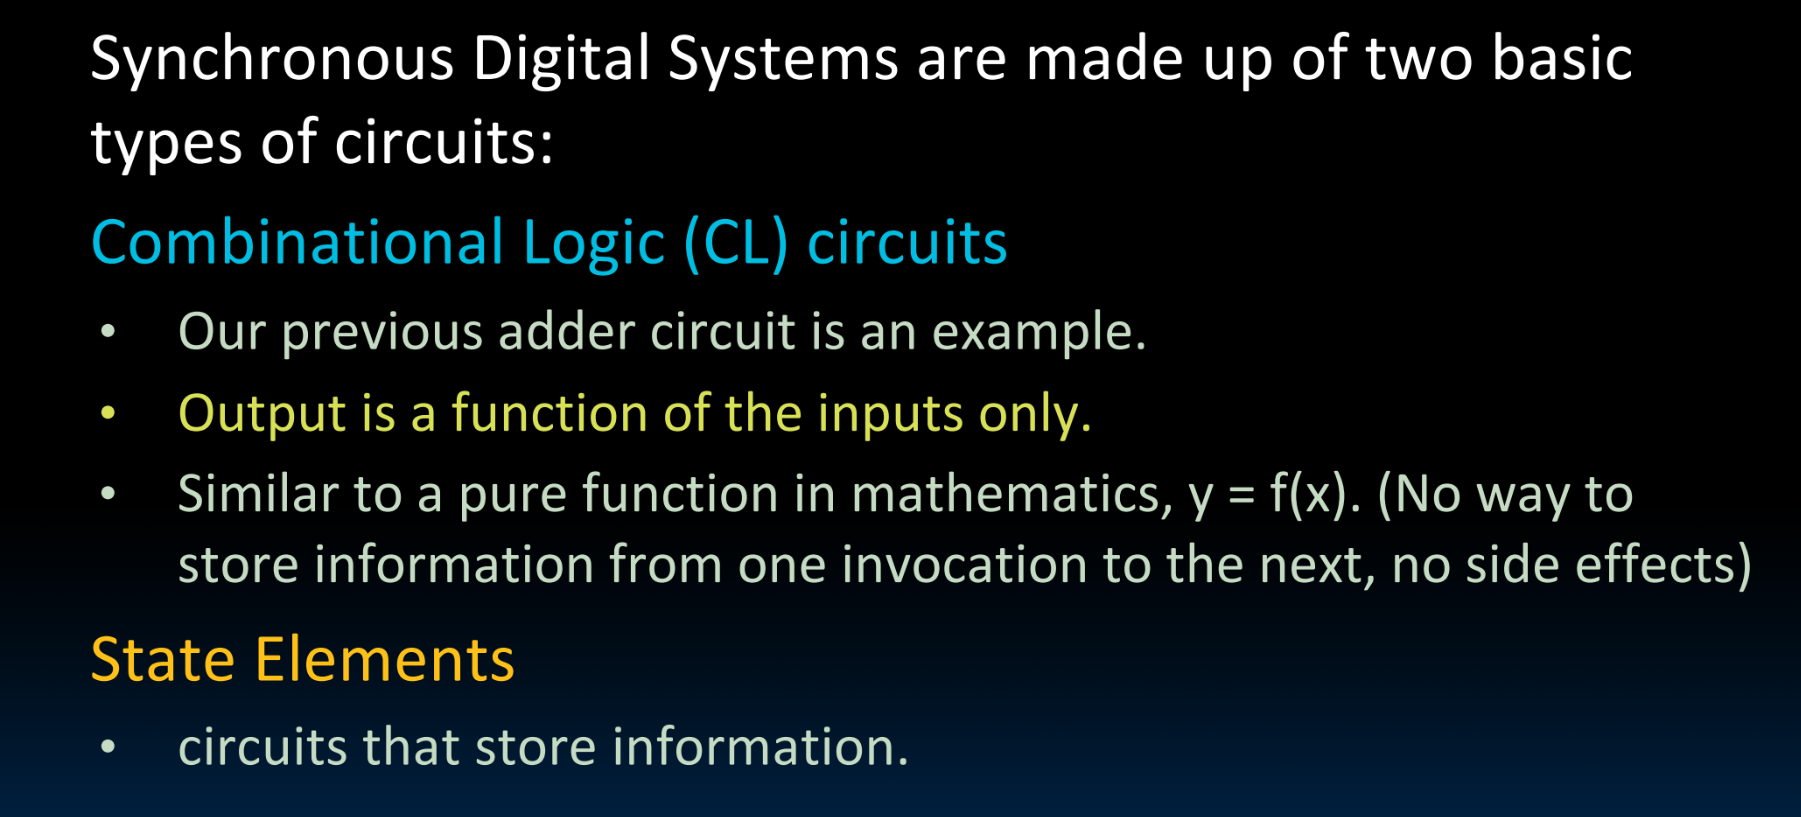 Synchronous Digital Systems are made up of two basic
types of circuits:
Combinational Logic (CL) circuits
• Our previous adder circuit is an example.
• Output is a function of the inputs only.
• Similar to a pure function in mathematics, y = f(x). (No way to
store information from one invocation to the next, no side effects)
State Elements
• circuits that store information.